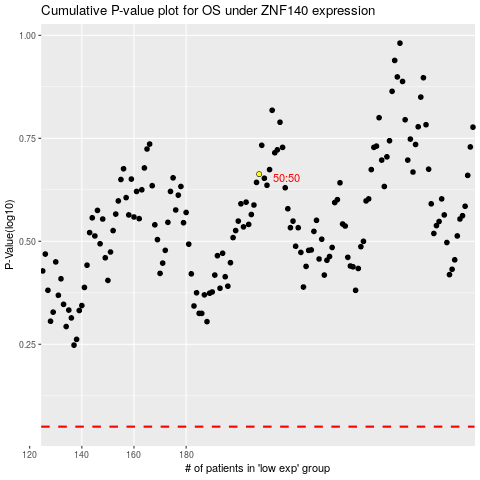 Cumulative P-value plot for OS under ZNF140 expression
P-Value(log10)
1.00
0.75
0.50
0.25
50:50
120 140 160 180
# of patients in 'low exp' group